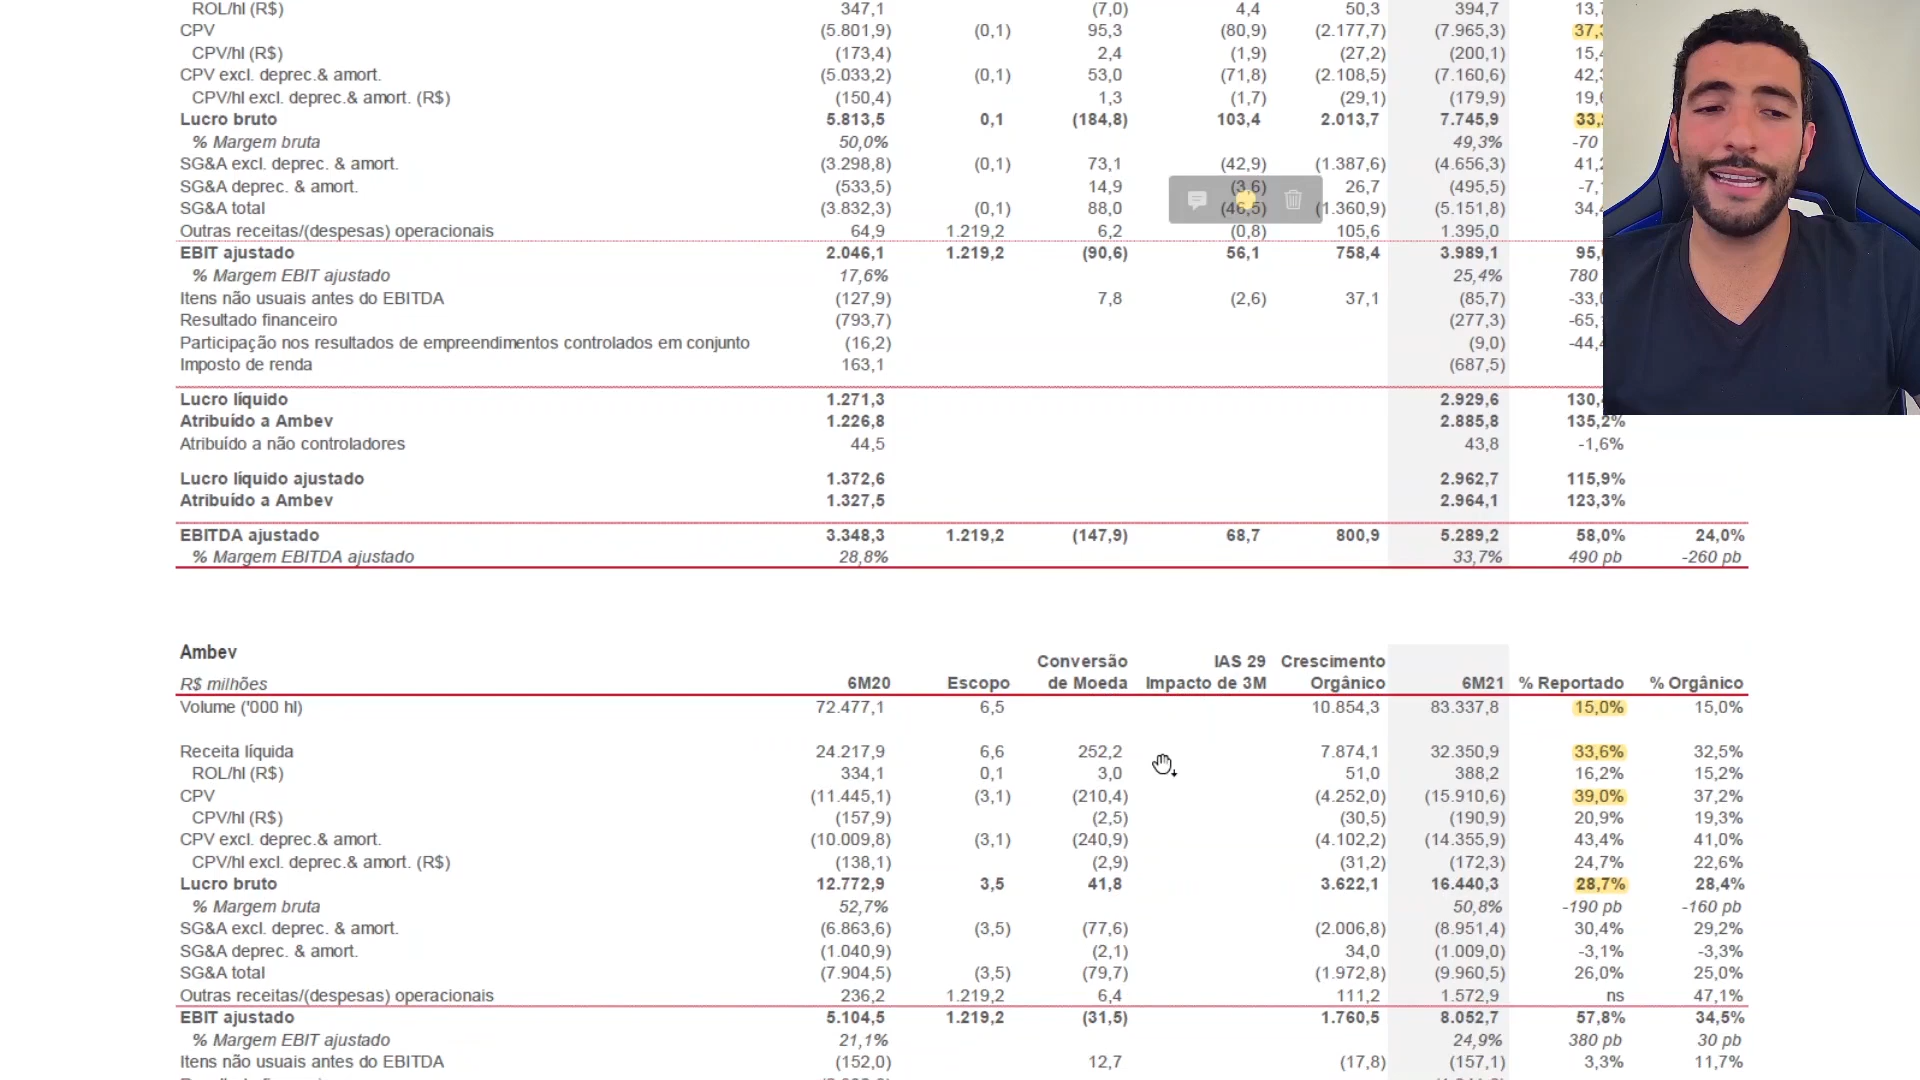 ROL/hl (R$) 347,1 (7,0) 4,4 50,3 394,7
CPV (5.801,9) (0,1) 95,3 (80,9) (2.177,7) (7.965,3)
CPV/hl (R$) (173,4) 2,4 (1,9) (27,2) (200,1)
CPV excl. deprec.& amort. (5.033,2) (0,1) 53,0 (71,8) (2.108,5) (7.160,6)
CPV/hl excl. deprec.& amort. (R$) (150,4) 1,3 (1,7) (29,1) (179,9)
Lucro bruto 5.813,5 0,1 (184,8) 103,4 2.013,7 7.745,9
% Margem bruta 50,0% 49,3% -70
SG&A excl. deprec. & amort. (3.298,8) (0,1) 73,1 (42,9) (1.387,6) (4.656,3)
SG&A deprec. & amort. (533,5) 14,9 (3,6) 26,7 (495,5)
SG&A total (3.832,3) (0,1) 88,0 (46,5) (1.360,9) (5.151,8)
Outras receitas/(despesas) operacionais 64,9 1.219,2 6,2 (0,8) 105,6 1.395,0
EBIT ajustado 2.046,1 1.219,2 (90,6) 56,1 758,4 3.989,1
% Margem EBIT ajustado 17,6% 25,4% 780
Itens não usuais antes do EBITDA (127,9) 7,8 (2,6) 37,1 (85,7)
Resultado financeiro (793,7) (277,3)
Participação nos resultados de empreendimentos controlados em conjunto (16,2) (9,0)
Imposto de renda 163,1 (687,5)
Lucro líquido 1.271,3 2.929,6
Atribuído a Ambev 1.226,8 2.885,8 135,2%
Atribuído a não controladores 44,5 43,8 -1,6%
Lucro líquido ajustado 1.372,6 2.962,7 115,9%
Atribuído a Ambev 1.327,5 2.964,1 123,3%
EBITDA ajustado 3.348,3 1.219,2 (147,9) 68,7 800,9 5.289,2 58,0% 24,0%
% Margem EBITDA ajustado 28,8% 33,7% 490 pb -260 pb
Ambev
R$ milhões 6M20 Escopo Conversão de Moeda IAS 29 Impacto de 3M Crescimento Orgânico 6M21 % Reportado % Orgânico
Volume ('000 hl) 72.477,1 6,5 10.854,3 83.337,8 15,0% 15,0%
Receita líquida 24.217,9 6,6 252,2 7.874,1 32.350,9 33,6% 32,5%
ROL/hl (R$) 334,1 0,1 3,0 51,0 388,2 16,2% 15,2%
CPV (11.445,1) (3,1) (210,4) (4.252,0) (15.910,6) 39,0% 37,2%
CPV/hl (R$) (157,9) (2,5) (30,5) (190,9) 20,9% 19,3%
CPV excl. deprec.& amort. (10.009,8) (3,1) (240,9) (4.102,2) (14.355,9) 43,4% 41,0%
CPV/hl excl. deprec.& amort. (R$) (138,1) (2,9) (31,2) (172,3) 24,7% 22,6%
Lucro bruto 12.772,9 3,5 41,8 3.622,1 16.440,3 28,7% 28,4%
% Margem bruta 52,7% 50,8% -190 pb -160 pb
SG&A excl. deprec. & amort. (6.863,6) (3,5) (77,6) (2.006,8) (8.951,4) 30,4% 29,2%
SG&A deprec. & amort. (1.040,9) (2,1) 34,0 (1.009,0) -3,1% -3,3%
SG&A total (7.904,5) (3,5) (79,7) (1.972,8) (9.960,5) 26,0% 25,0%
Outras receitas/(despesas) operacionais 236,2 1.219,2 6,4 111,2 1.572,9 ns 47,1%
EBIT ajustado 5.104,5 1.219,2 (31,5) 1.760,5 8.052,7 57,8% 34,5%
% Margem EBIT ajustado 21,1% 24,9% 380 pb 30 pb
Itens não usuais antes do EBITDA (152,0) 12,7 (17,8) (157,1) 3,3% 11,7%